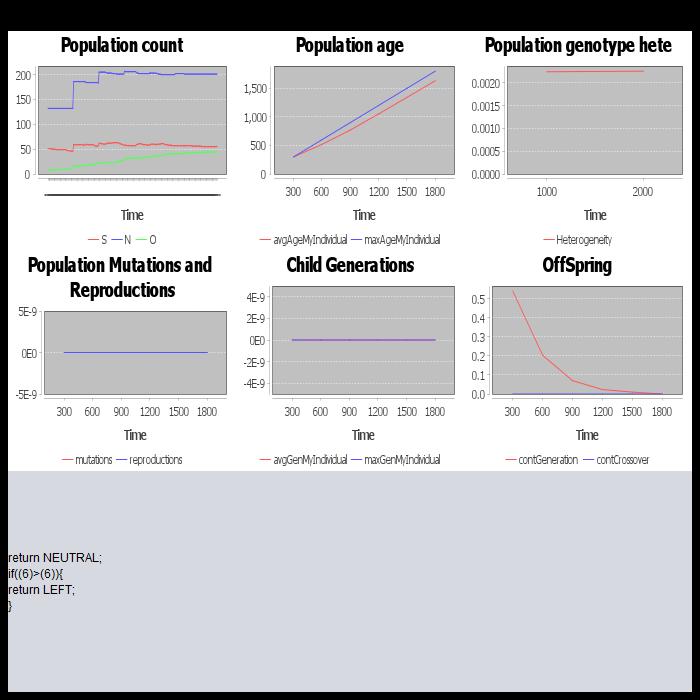 Population count
200
150
100
50
0
Time
S N O
Population age
1,500
1,000
500
0
300 600 900 1200 1500 1800
Time
avgAgeMyIndividual maxAgeMyIndividual
Population genotype hete
0.0020
0.0015
0.0010
0.0005
0.0000
1000 2000
Time
Heterogeneity
Population Mutations and
Reproductions
5E-9
0E0
-5E-9
300 600 900 1200 1500 1800
Time
mutations reproductions
Child Generations
4E-9
2E-9
0E0
-2E-9
-4E-9
300 600 900 1200 1500 1800
Time
avgGenMyIndividual maxGenMyIndividual
OffSpring
0.5
0.4
0.3
0.2
0.1
0.0
300 600 900 1200 1500 1800
Time
contGeneration contCrossover
return NEUTRAL;
if((6)>(6)){
return LEFT;
}